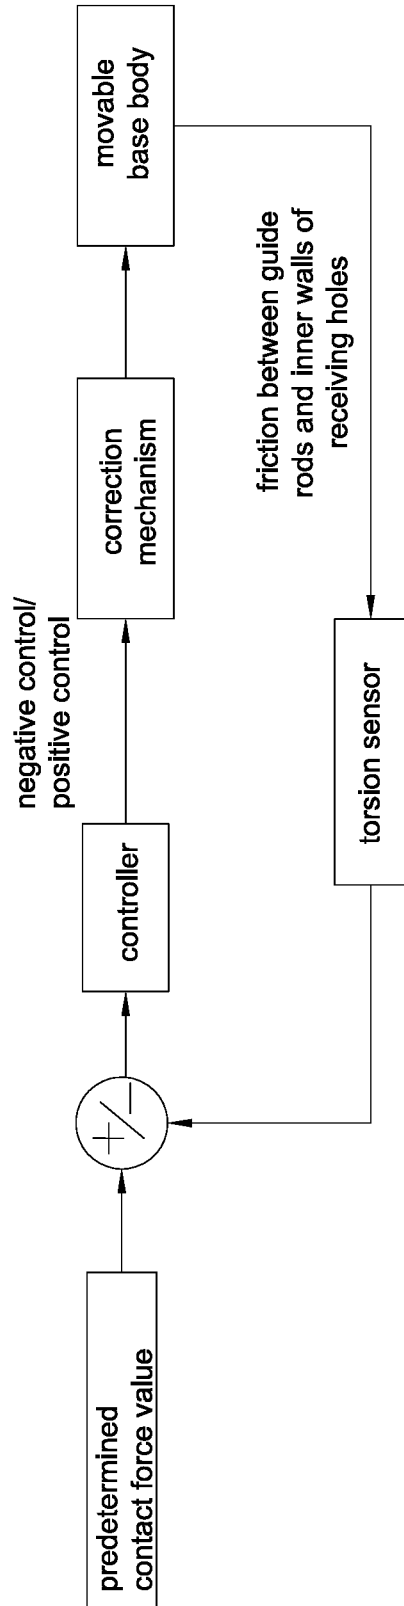 predetermined
contact force value
+/−
controller
negative control/
positive control
correction
mechanism
movable
base body
friction between guide
rods and inner walls of
receiving holes
torsion sensor